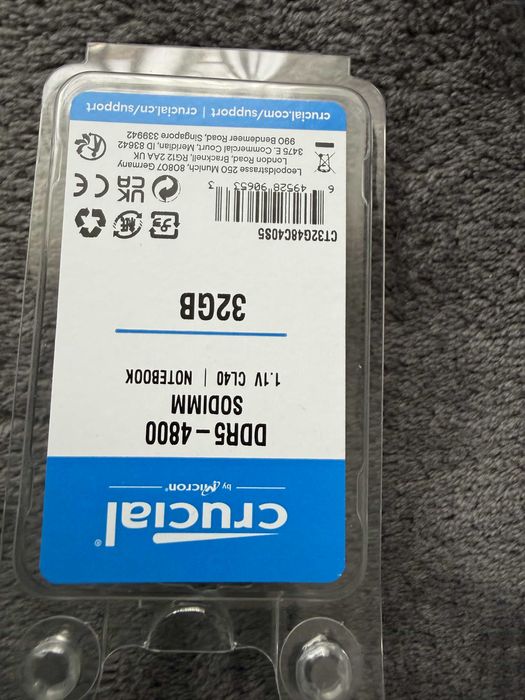 crucial®
by Micron®
DDR5-4800
SODIMM
1.1V CL40 | NOTEBOOK
32GB
CT32G48C40S5
6 49528 90653 3
UK
CA
CE
Leopoldstrasse 250 Munich, 80807 Germany
London Road, Bracknell, RG12 2AA UK
3475 E. Commercial Court, Meridian, ID 83642
990 Bendemeer Road, Singapore 339942
crucial.com/support | crucial.cn/support